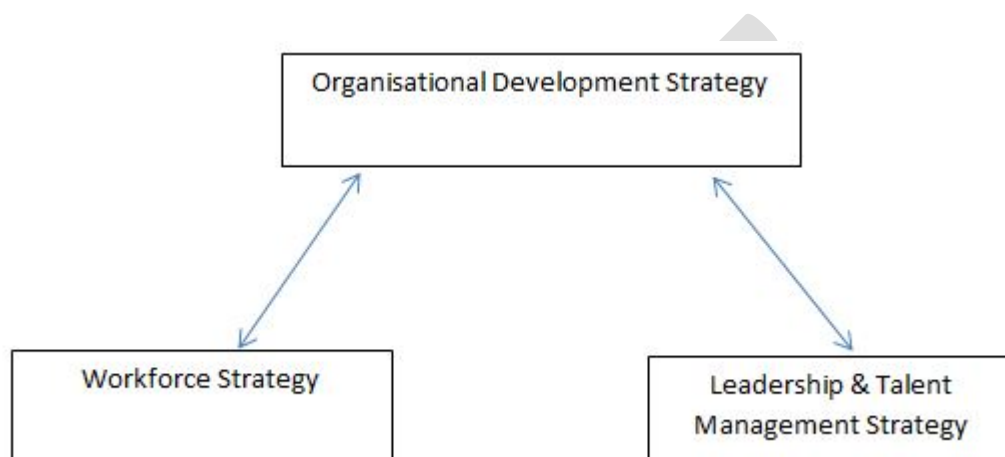 Organisational Development Strategy
Workforce Strategy
Leadership & Talent
Management Strategy